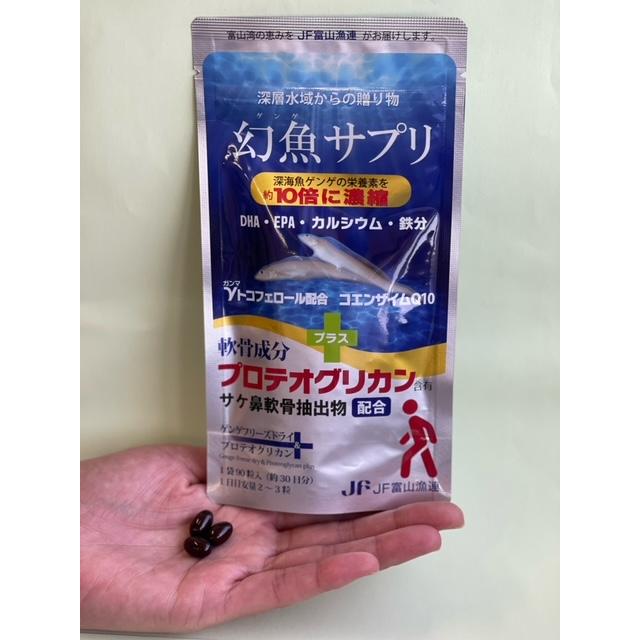 富山湾の恵みを JF富山漁連 がお届けします。
深層水域からの贈り物
ゲンゲ
幻魚サプリ
深海魚ゲンゲの栄養素を
約10倍に濃縮
DHA・EPA・カルシウム・鉄分
ガンマ
γトコフェロール配合 コエンザイムQ10
プラス
軟骨成分
プロテオグリカン含有
サケ鼻軟骨抽出物 配合
ゲンゲフリーズドライ
&
プロテオグリカン
Genge freeze dry & Proteoglycan plus
1袋90粒入(約30日分)
1日目安量2〜3粒
JF JF富山漁連